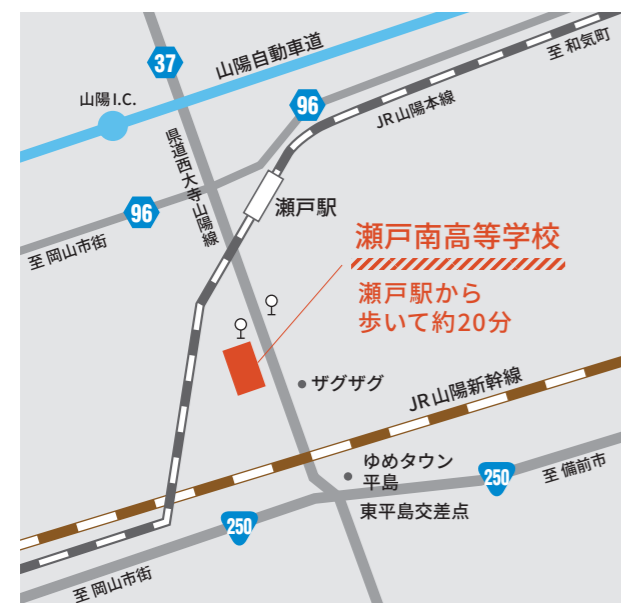 37
山陽自動車道
至 和気町
山陽I.C.
96
JR山陽本線
県道西大寺山陽線
96
瀬戸駅
至 岡山市街
瀬戸南高等学校
瀬戸駅から
歩いて約20分
ザグザグ
JR山陽新幹線
ゆめタウン
平島
250
至 備前市
東平島交差点
250
至 岡山市街